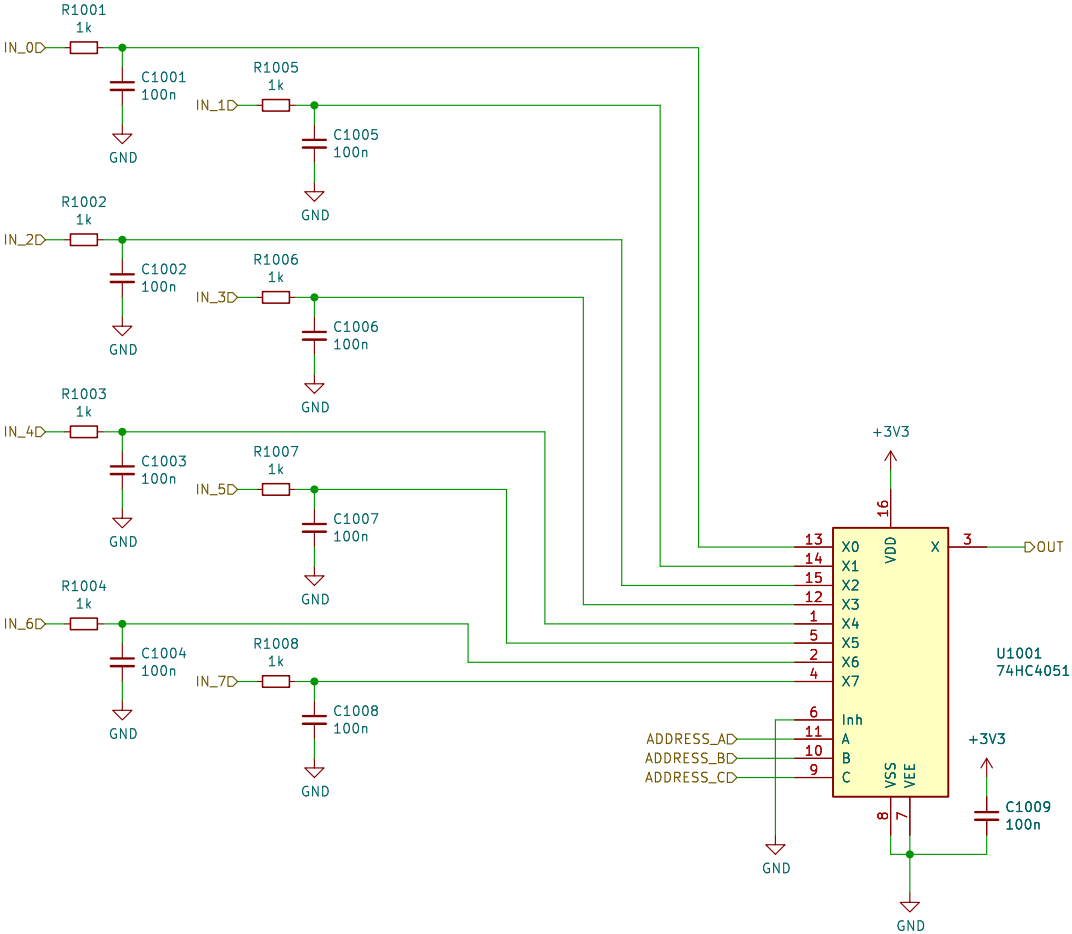 R1001
1k
IN_0
C1001
100n
GND
R1005
1k
IN_1
C1005
100n
GND
R1002
1k
IN_2
C1002
100n
GND
R1006
1k
IN_3
C1006
100n
GND
R1003
1k
IN_4
C1003
100n
GND
R1007
1k
IN_5
C1007
100n
GND
R1004
1k
IN_6
C1004
100n
GND
R1008
1k
IN_7
C1008
100n
GND
+3V3
16
VDD
13 X0
14 X1
15 X2
12 X3
1 X4
5 X5
2 X6
4 X7
6 Inh
ADDRESS_A 11 A
ADDRESS_B 10 B
ADDRESS_C 9 C
X 3 OUT
U1001
74HC4051
VSS
VEE
8
7
+3V3
C1009
100n
GND
GND